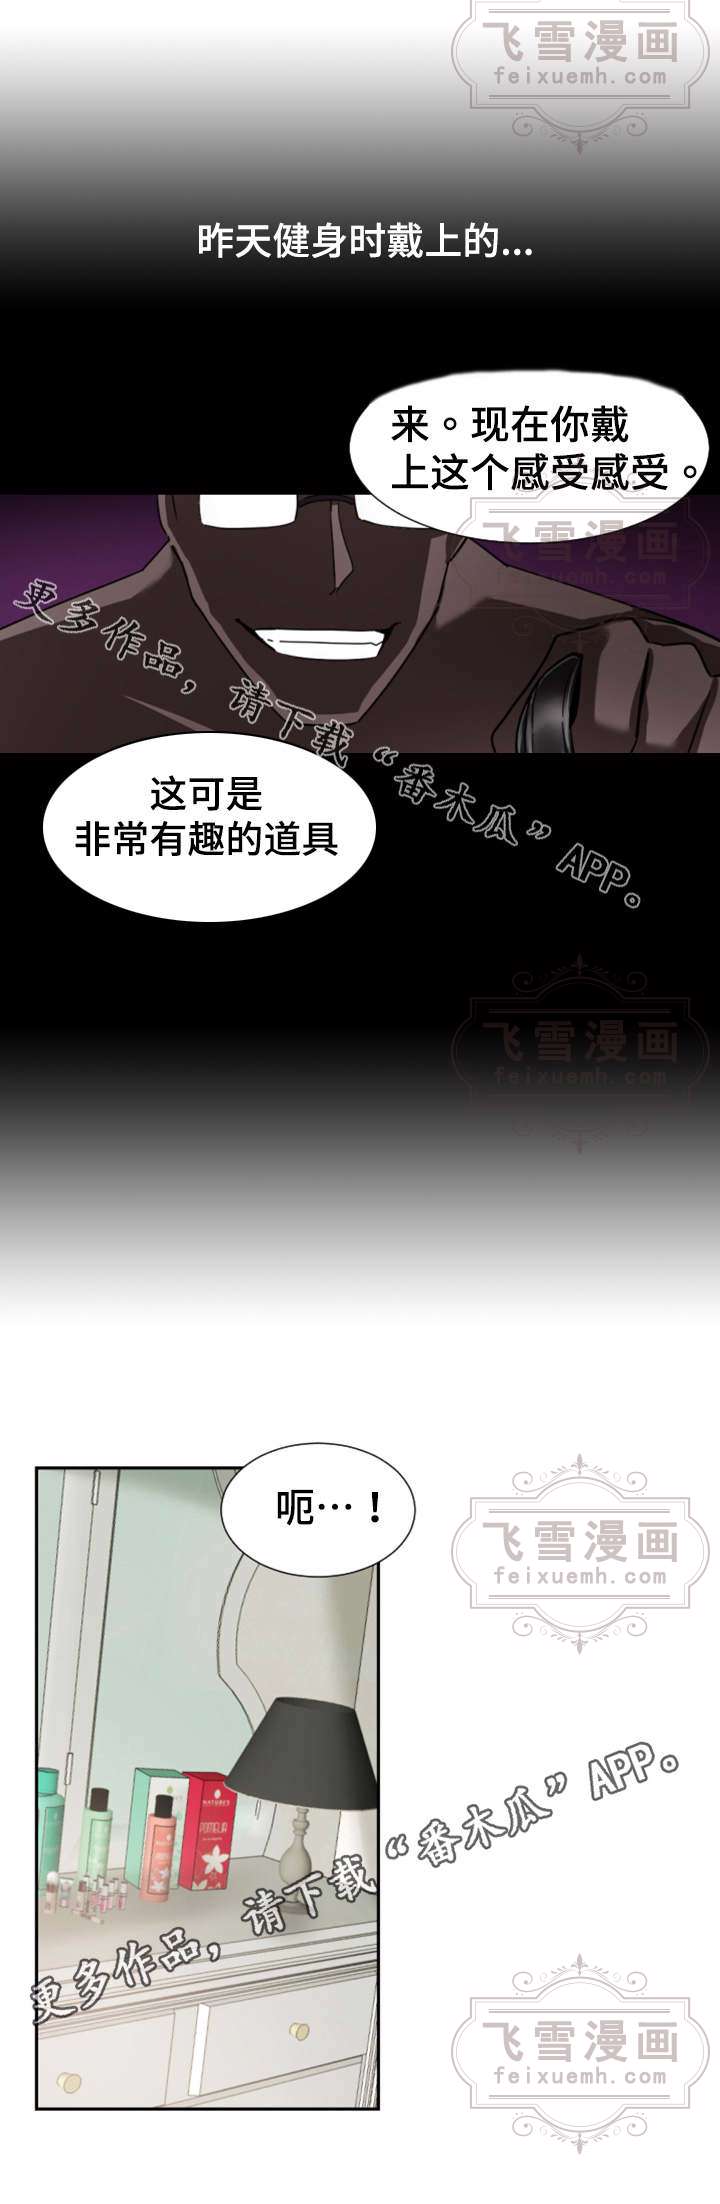 飞雪漫画
feixuemh.com
昨天健身时戴上的...
来。现在你戴
上这个感受感受。
飞雪漫画
feixuemh.com
更多作品，请下载“番木瓜”APP。
这可是
非常有趣的道具
飞雪漫画
feixuemh.com
呃…！
飞雪漫画
feixuemh.com
NATURE'S
POMELIA
更多作品，请下载“番木瓜”APP。
飞雪漫画
feixuemh.com